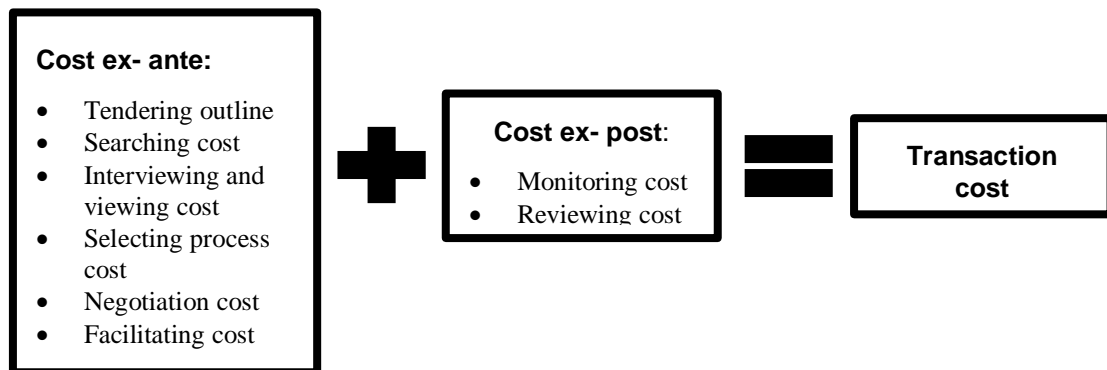 Cost ex- ante:
• Tendering outline
• Searching cost
• Interviewing and
viewing cost
• Selecting process
cost
• Negotiation cost
• Facilitating cost
Cost ex- post:
• Monitoring cost
• Reviewing cost
Transaction
cost